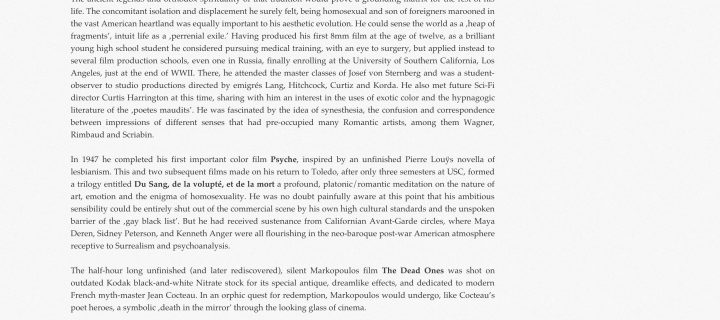 The ancient legends and orthodox spirituality of that tradition would prove a grounding matrix for the rest of his
life. The concomitant isolation and displacement he surely felt, being homosexual and son of foreigners marooned in
the vast American heartland was equally important to his aesthetic evolution. He could sense the world as a ‚heap of
fragments’, intuit life as a ‚perrenial exile.’ Having produced his first 8mm film at the age of twelve, as a brilliant
young high school student he considered pursuing medical training, with an eye to surgery, but applied instead to
several film production schools, even one in Russia, finally enrolling at the University of Southern California, Los
Angeles, just at the end of WWII. There, he attended the master classes of Josef von Sternberg and was a student-
observer to studio productions directed by emigrés Lang, Hitchcock, Curtiz and Korda. He also met future Sci-Fi
director Curtis Harrington at this time, sharing with him an interest in the uses of exotic color and the hypnagogic
literature of the ‚poetes maudits’. He was fascinated by the idea of synesthesia, the confusion and correspondence
between impressions of different senses that had pre-occupied many Romantic artists, among them Wagner,
Rimbaud and Scriabin.
In 1947 he completed his first important color film Psyche, inspired by an unfinished Pierre Louÿs novella of
lesbianism. This and two subsequent films made on his return to Toledo, after only three semesters at USC, formed
a trilogy entitled Du Sang, de la volupté, et de la mort a profound, platonic/romantic meditation on the nature of
art, emotion and the enigma of homosexuality. He was no doubt painfully aware at this point that his ambitious
sensibility could be entirely shut out of the commercial scene by his own high cultural standards and the unspoken
barrier of the ‚gay black list’. But he had received sustenance from Californian Avant-Garde circles, where Maya
Deren, Sidney Peterson, and Kenneth Anger were all flourishing in the neo-baroque post-war American atmosphere
receptive to Surrealism and psychoanalysis.
The half-hour long unfinished (and later rediscovered), silent Markopoulos film The Dead Ones was shot on
outdated Kodak black-and-white Nitrate stock for its special antique, dreamlike effects, and dedicated to modern
French myth-master Jean Cocteau. In an orphic quest for redemption, Markopoulos would undergo, like Cocteau’s
poet heroes, a symbolic ‚death in the mirror’ through the looking glass of cinema.